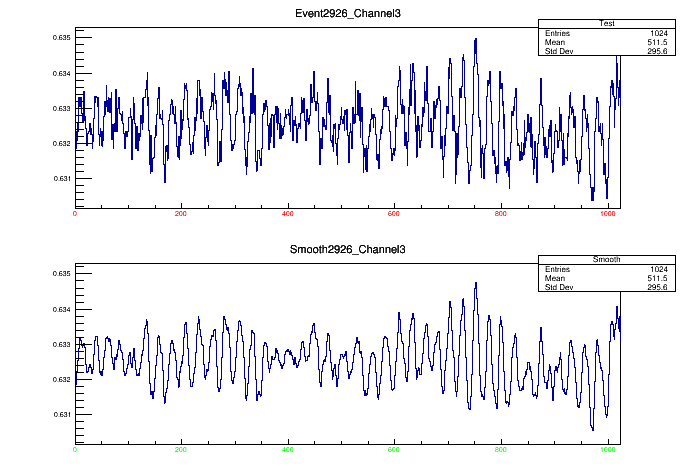 Event2926_Channel3
Test
Entries 1024
Mean 511.5
Std Dev 295.6
0.635
0.634
0.633
0.632
0.631
0 200 400 600 800 1000
Smooth2926_Channel3
Smooth
Entries 1024
Mean 511.5
Std Dev 295.6
0.635
0.634
0.633
0.632
0.631
0 200 400 600 800 1000